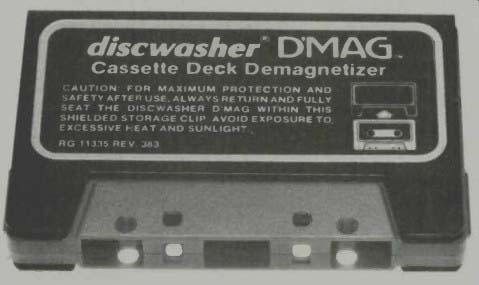 discwasher® D'MAG™
Cassette Deck Demagnetizer
CAUTION: FOR MAXIMUM PROTECTION AND
SAFETY AFTER USE, ALWAYS RETURN AND FULLY
SEAT THE DISCWASHER D'MAG WITHIN THIS
SHIELDED STORAGE CLIP. AVOID EXPOSURE TO
EXCESSIVE HEAT AND SUNLIGHT.
RG 11335 REV. 383